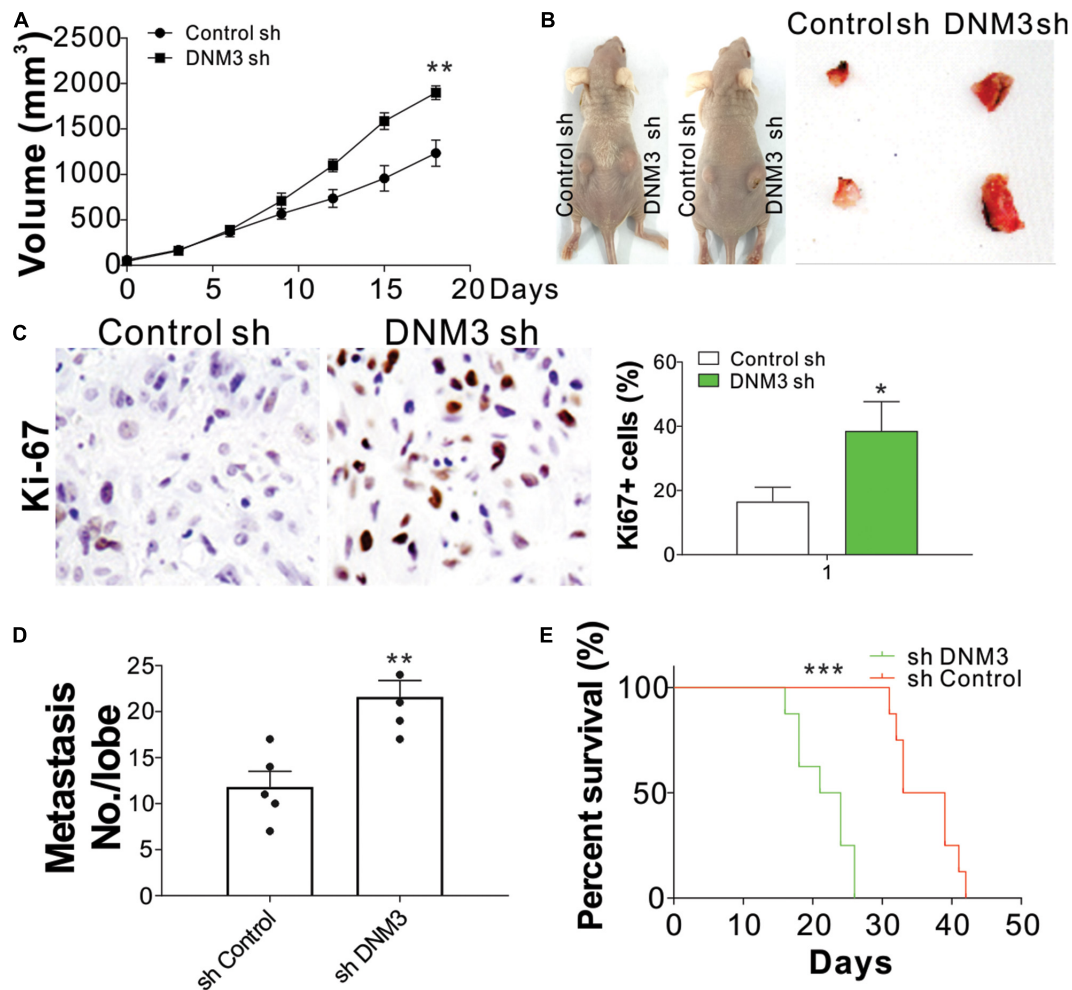 A
Volume (mm³)
2500
2000
1500
1000
500
0
0 5 10 15 20 Days
Control sh
DNM3 sh
**
B
Control sh
DNM3 sh
Control sh
DNM3 sh
Control sh DNM3 sh
C
Control sh DNM3 sh
Ki-67
Ki67+ cells (%)
60
40
20
0
1
Control sh
DNM3 sh
*
D
Metastasis
No./lobe
25
20
15
10
5
0
**
sh Control
sh DNM3
E
Percent survival (%)
100
50
0
0 10 20 30 40 50
Days
***
sh DNM3
sh Control